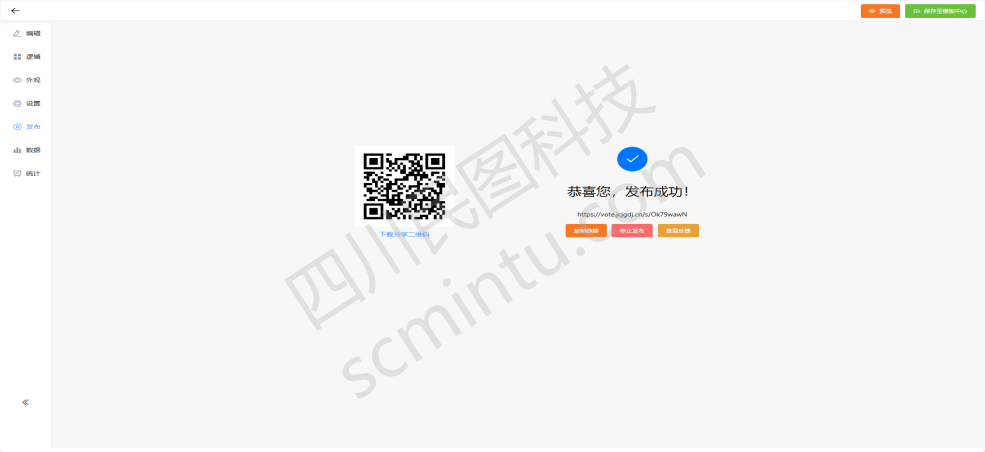 预览
保存至模板中心
编辑
逻辑
外观
设置
发布
数据
统计
恭喜您，发布成功！
https://vote.jcjgdj.cn/s/Ok79wawN
下载分享二维码
复制链接
停止发布
查看反馈
四川民图科技
scmintu.com